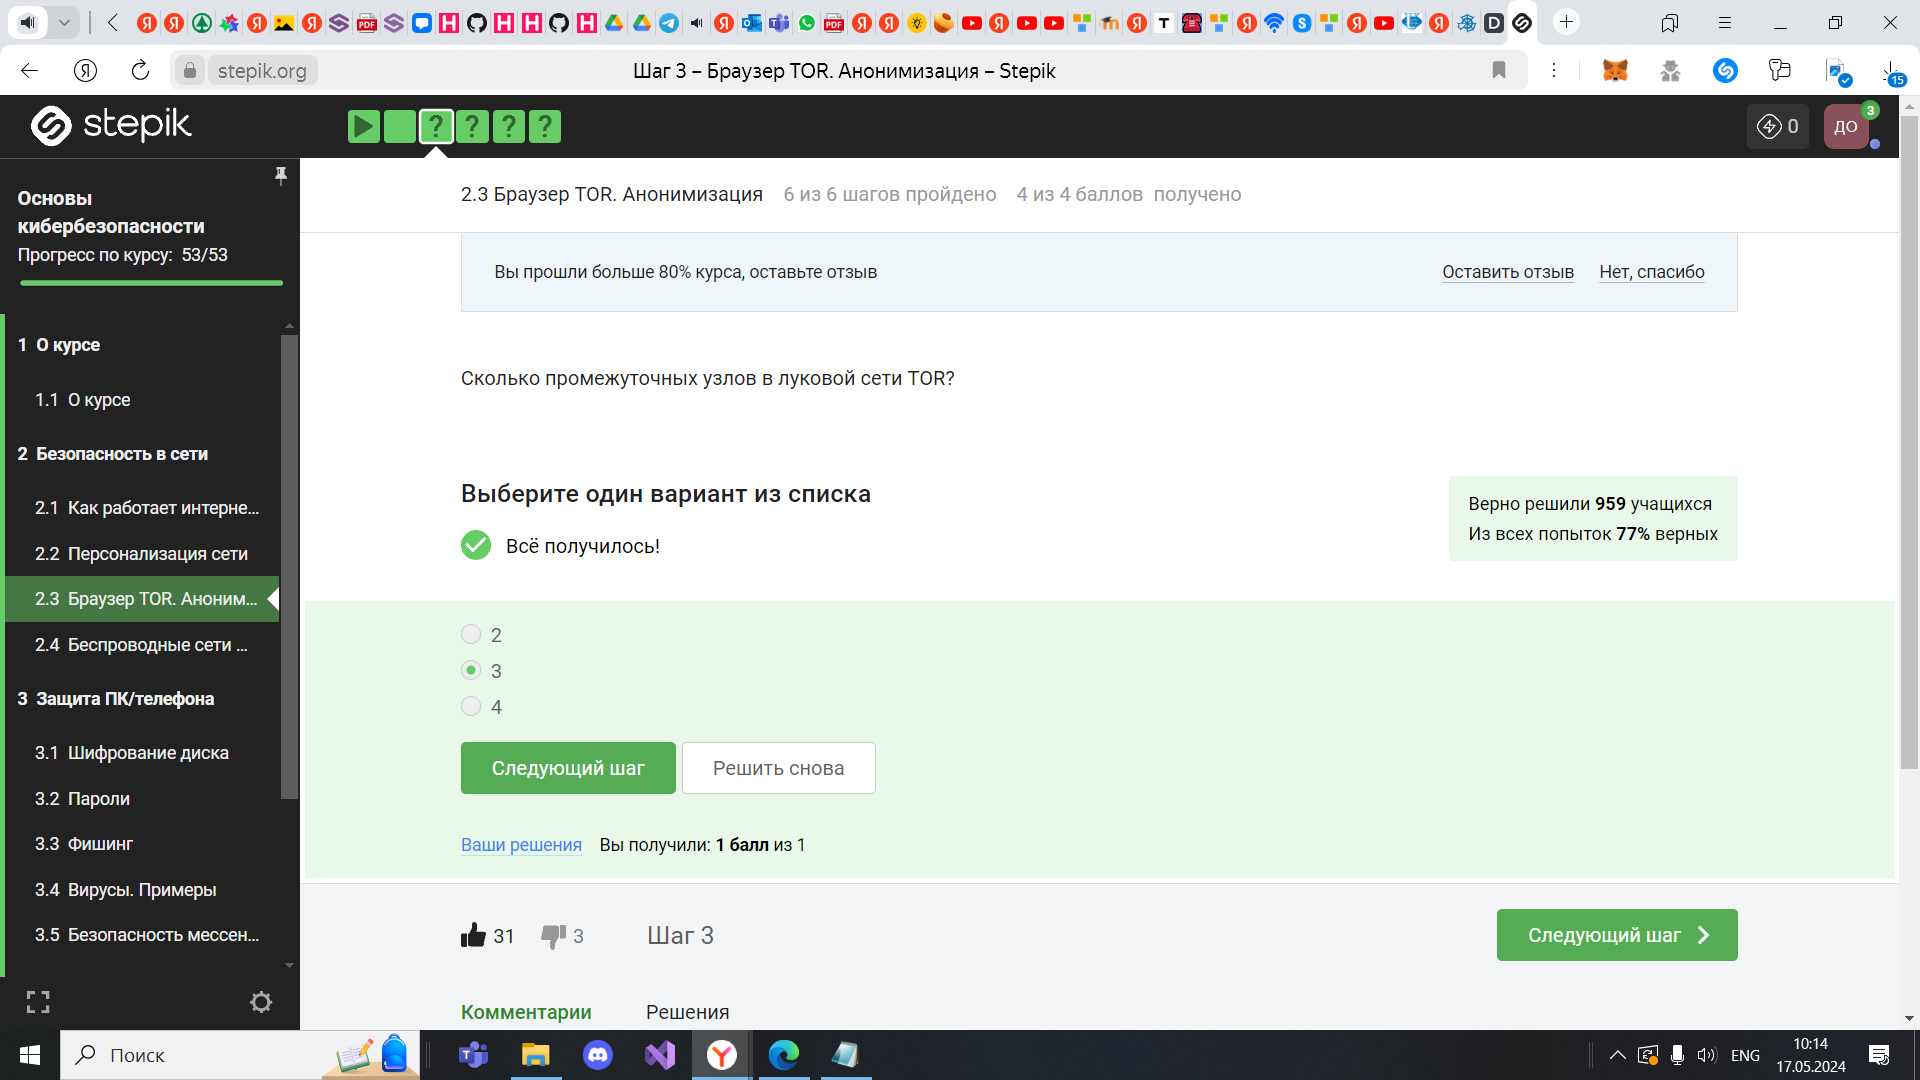 stepik.org
Шаг 3 – Браузер TOR. Анонимизация – Stepik
15
stepik
0
ДО
3
Основы
кибербезопасности
Прогресс по курсу: 53/53
1 О курсе
1.1 О курсе
2 Безопасность в сети
2.1 Как работает интерне...
2.2 Персонализация сети
2.3 Браузер TOR. Аноним...
2.4 Беспроводные сети ...
3 Защита ПК/телефона
3.1 Шифрование диска
3.2 Пароли
3.3 Фишинг
3.4 Вирусы. Примеры
3.5 Безопасность мессен...
2.3 Браузер TOR. Анонимизация 6 из 6 шагов пройдено 4 из 4 баллов получено
Вы прошли больше 80% курса, оставьте отзыв Оставить отзыв Нет, спасибо
Сколько промежуточных узлов в луковой сети TOR?
Выберите один вариант из списка
Всё получилось!
Верно решили 959 учащихся
Из всех попыток 77% верных
2
3
4
Следующий шаг Решить снова
Ваши решения Вы получили: 1 балл из 1
31 3 Шаг 3 Следующий шаг
Комментарии Решения
Поиск
ENG
10:14
17.05.2024